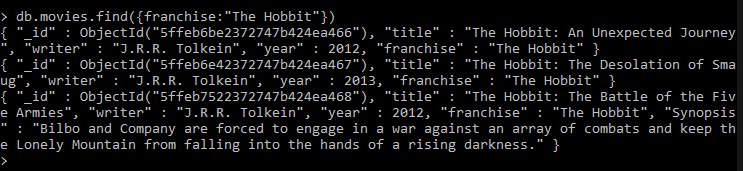 > db.movies.find({franchise:"The Hobbit"})
{ "_id" : ObjectId("5ffeb6be2372747b424ea466"), "title" : "The Hobbit: An Unexpected Journey
", "writer" : "J.R.R. Tolkein", "year" : 2012, "franchise" : "The Hobbit" }
{ "_id" : ObjectId("5ffeb6e42372747b424ea467"), "title" : "The Hobbit: The Desolation of Sma
ug", "writer" : "J.R.R. Tolkein", "year" : 2013, "franchise" : "The Hobbit" }
{ "_id" : ObjectId("5ffeb7522372747b424ea468"), "title" : "The Hobbit: The Battle of the Fiv
e Armies", "writer" : "J.R.R. Tolkein", "year" : 2012, "franchise" : "The Hobbit", "Synopsis"
 : "Bilbo and Company are forced to engage in a war against an array of combats and keep th
e Lonely Mountain from falling into the hands of a rising darkness." }
>